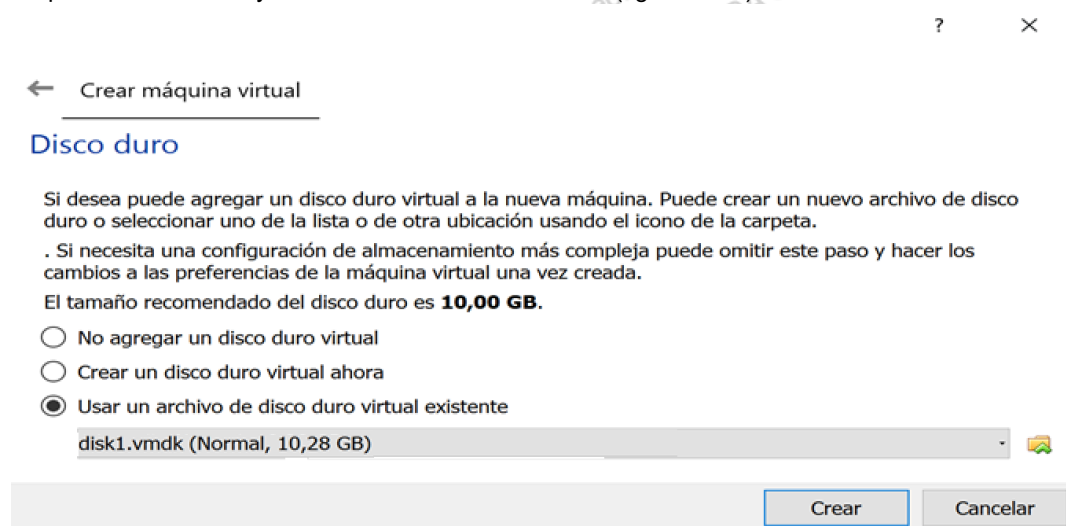 ?
Crear máquina virtual
Disco duro
Si desea puede agregar un disco duro virtual a la nueva máquina. Puede crear un nuevo archivo de disco
duro o seleccionar uno de la lista o de otra ubicación usando el icono de la carpeta.
. Si necesita una configuración de almacenamiento más compleja puede omitir este paso y hacer los
cambios a las preferencias de la máquina virtual una vez creada.
El tamaño recomendado del disco duro es 10,00 GB.
No agregar un disco duro virtual
Crear un disco duro virtual ahora
Usar un archivo de disco duro virtual existente
disk1.vmdk (Normal, 10,28 GB)
Crear
Cancelar